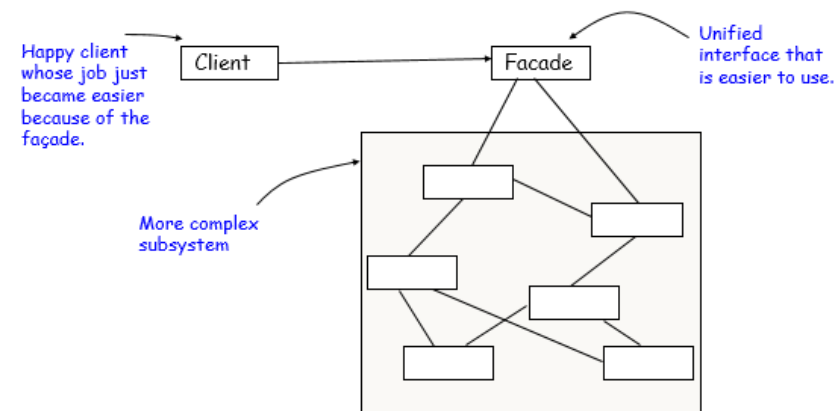 Happy client
whose job just
became easier
because of the
façade.
Client
Facade
Unified
interface that
is easier to use.
More complex
subsystem